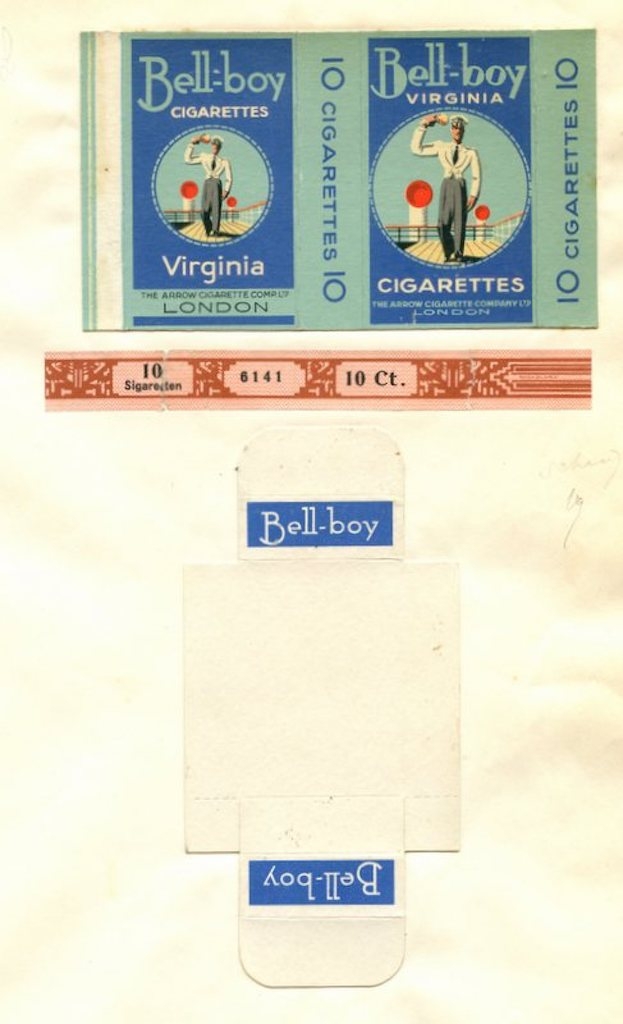 Bell-boy
CIGARETTES
Virginia
THE ARROW CIGARETTE COMP. LTD
LONDON
10 CIGARETTES 10
Bell-boy
VIRGINIA
CIGARETTES
THE ARROW CIGARETTE COMPANY LTD
LONDON
10 CIGARETTES 10
10
Sigaretten
6141
10 Ct.
Bell-boy
Bell-boy